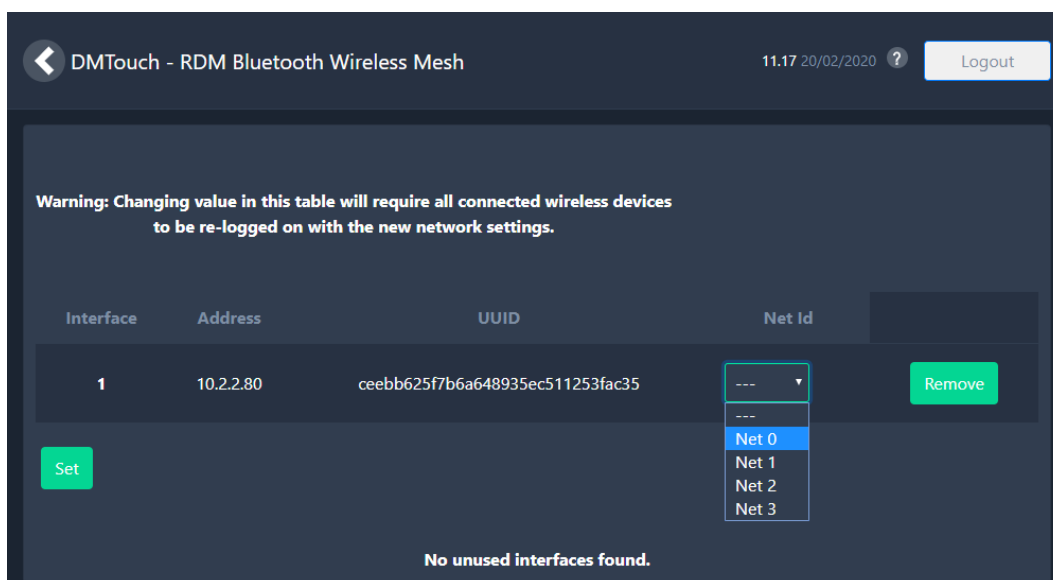 DMTouch - RDM Bluetooth Wireless Mesh
11.17 20/02/2020 ?
Logout
Warning: Changing value in this table will require all connected wireless devices
to be re-logged on with the new network settings.
Interface Address UUID Net Id
1 10.2.2.80 ceebb625f7b6a648935ec511253fac35 --- Remove
---
Net 0
Set
Net 1
Net 2
Net 3
No unused interfaces found.